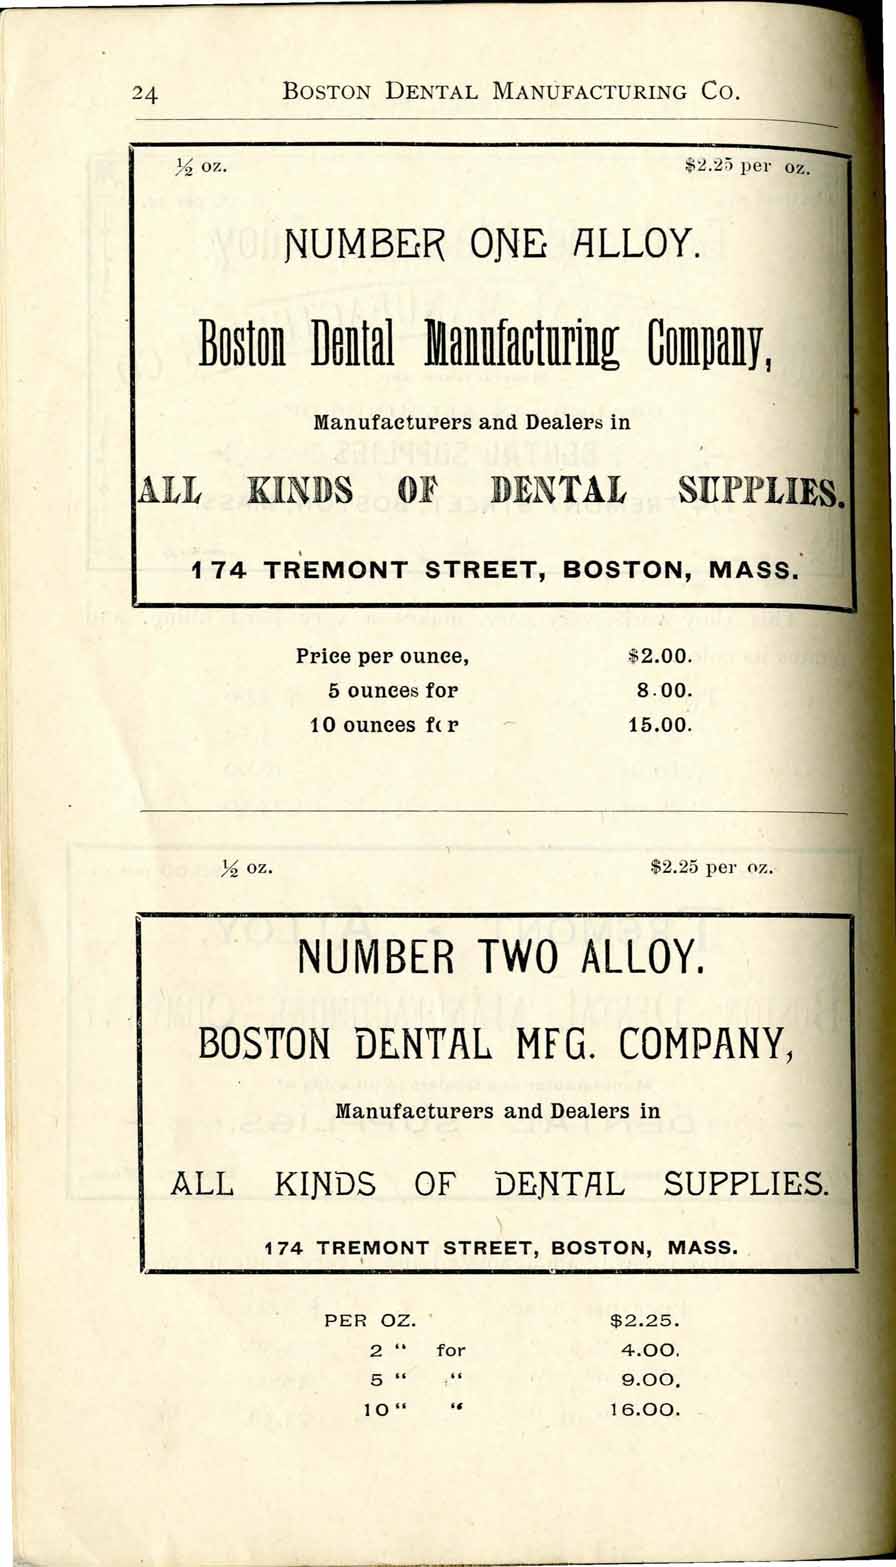 24 BOSTON DENTAL MANUFACTURING CO.
½ oz. $2.25 per oz.
NUMBER ONE ALLOY.
Boston Dental Manufacturing Company,
Manufacturers and Dealers in
ALL KINDS OF DENTAL SUPPLIES.
174 TREMONT STREET, BOSTON, MASS.
Price per ounce, $2.00.
5 ounces for 8.00.
10 ounces for 15.00.
½ oz. $2.25 per oz.
NUMBER TWO ALLOY.
BOSTON DENTAL MFG. COMPANY,
Manufacturers and Dealers in
ALL KINDS OF DENTAL SUPPLIES.
174 TREMONT STREET, BOSTON, MASS.
PER OZ. $2.25.
2 “ for 4.00.
5 “ “ 9.00.
10 “ “ 16.00.